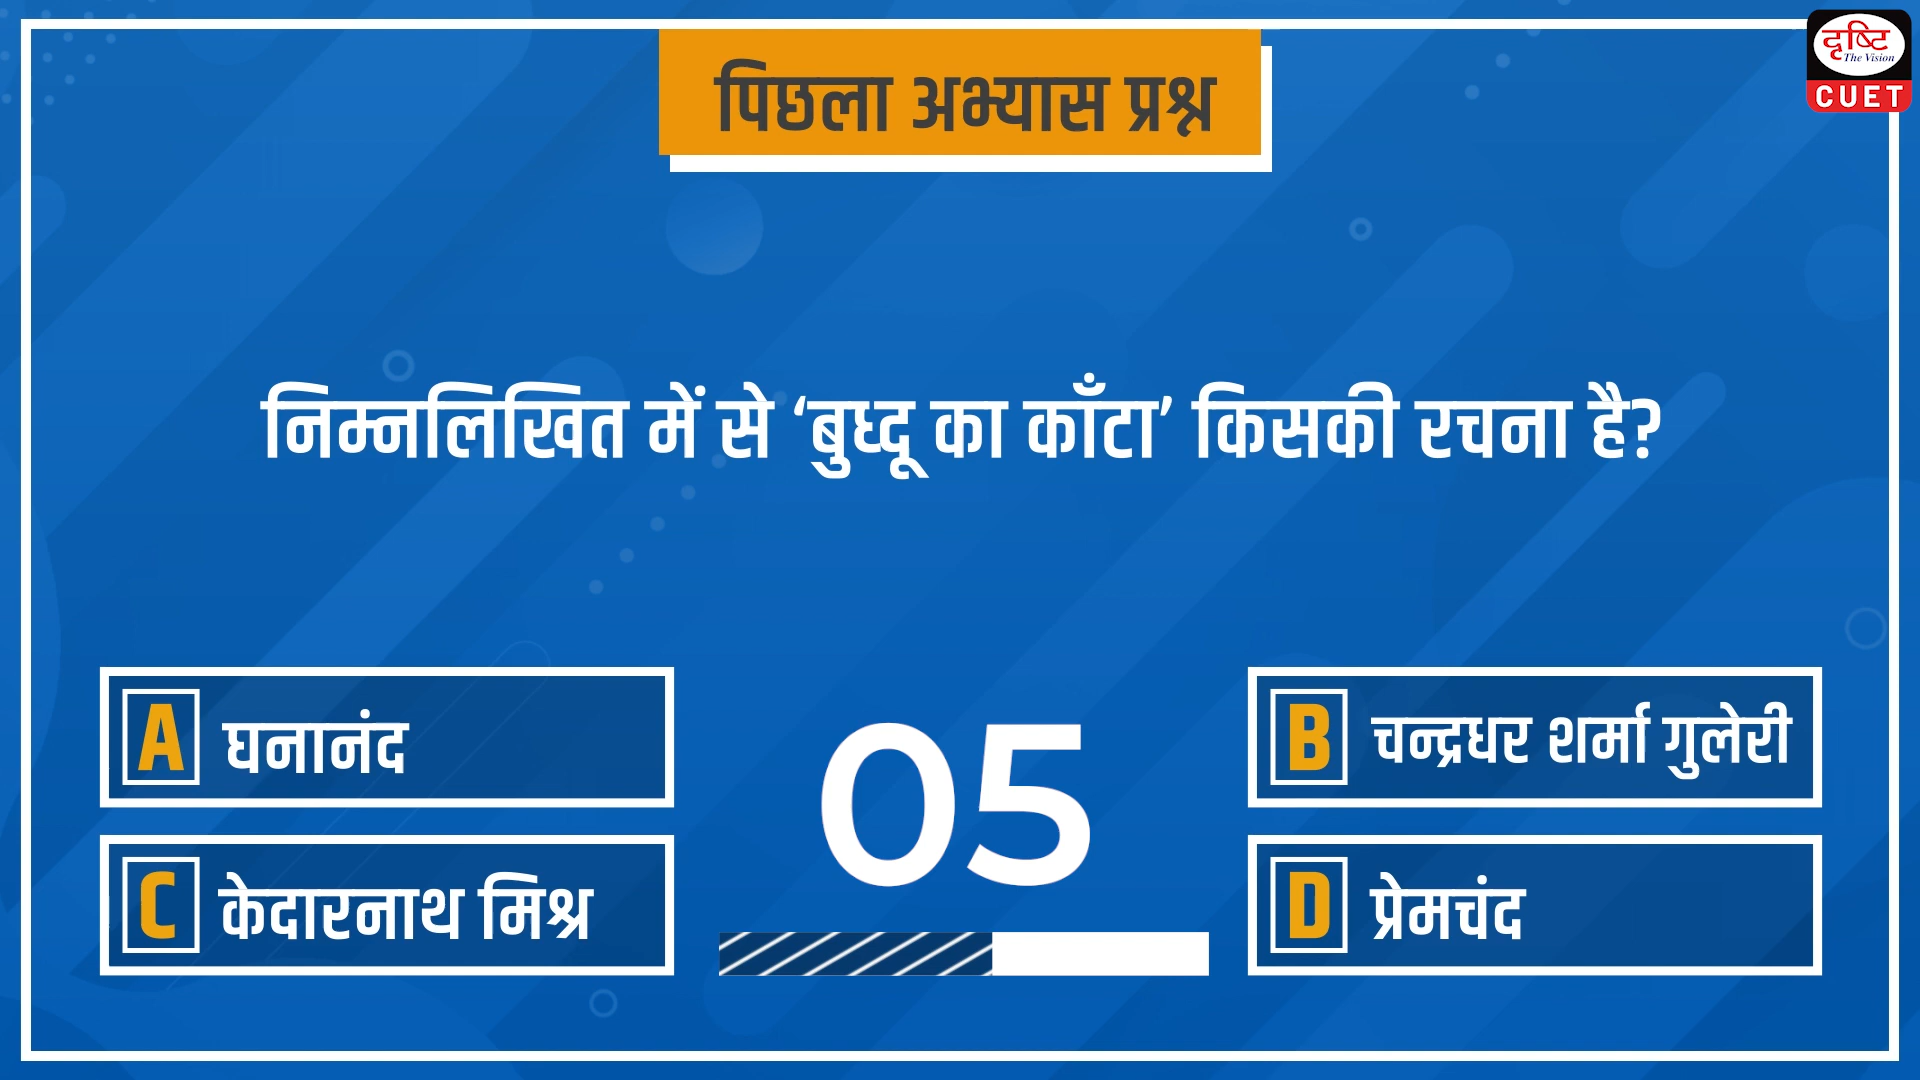 दृष्टि
The Vision
CUET
पिछला अभ्यास प्रश्न
निम्नलिखित में से ‘बुध्दू का काँटा’ किसकी रचना है?
A घनानंद
B चन्द्रधर शर्मा गुलेरी
05
C केदारनाथ मिश्र
D प्रेमचंद